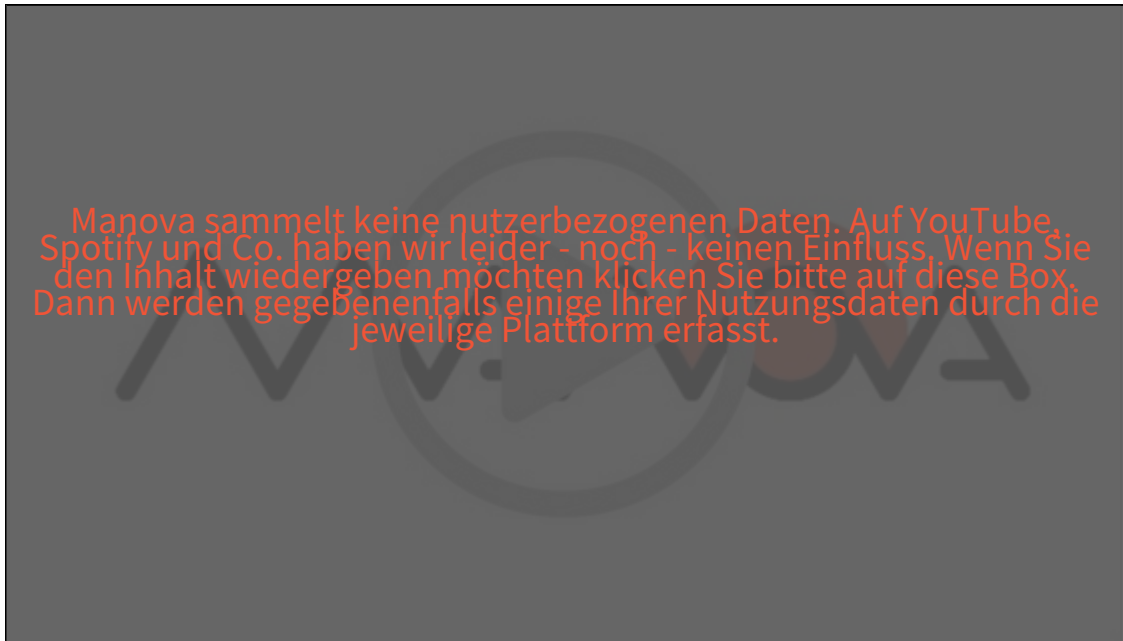 Manova sammelt keine nutzerbezogenen Daten. Auf YouTube,
Spotify und Co. haben wir leider - noch - keinen Einfluss. Wenn Sie
den Inhalt wiedergeben möchten klicken Sie bitte auf diese Box.
Dann werden gegebenenfalls einige Ihrer Nutzungsdaten durch die
jeweilige Plattform erfasst.
MANOVA